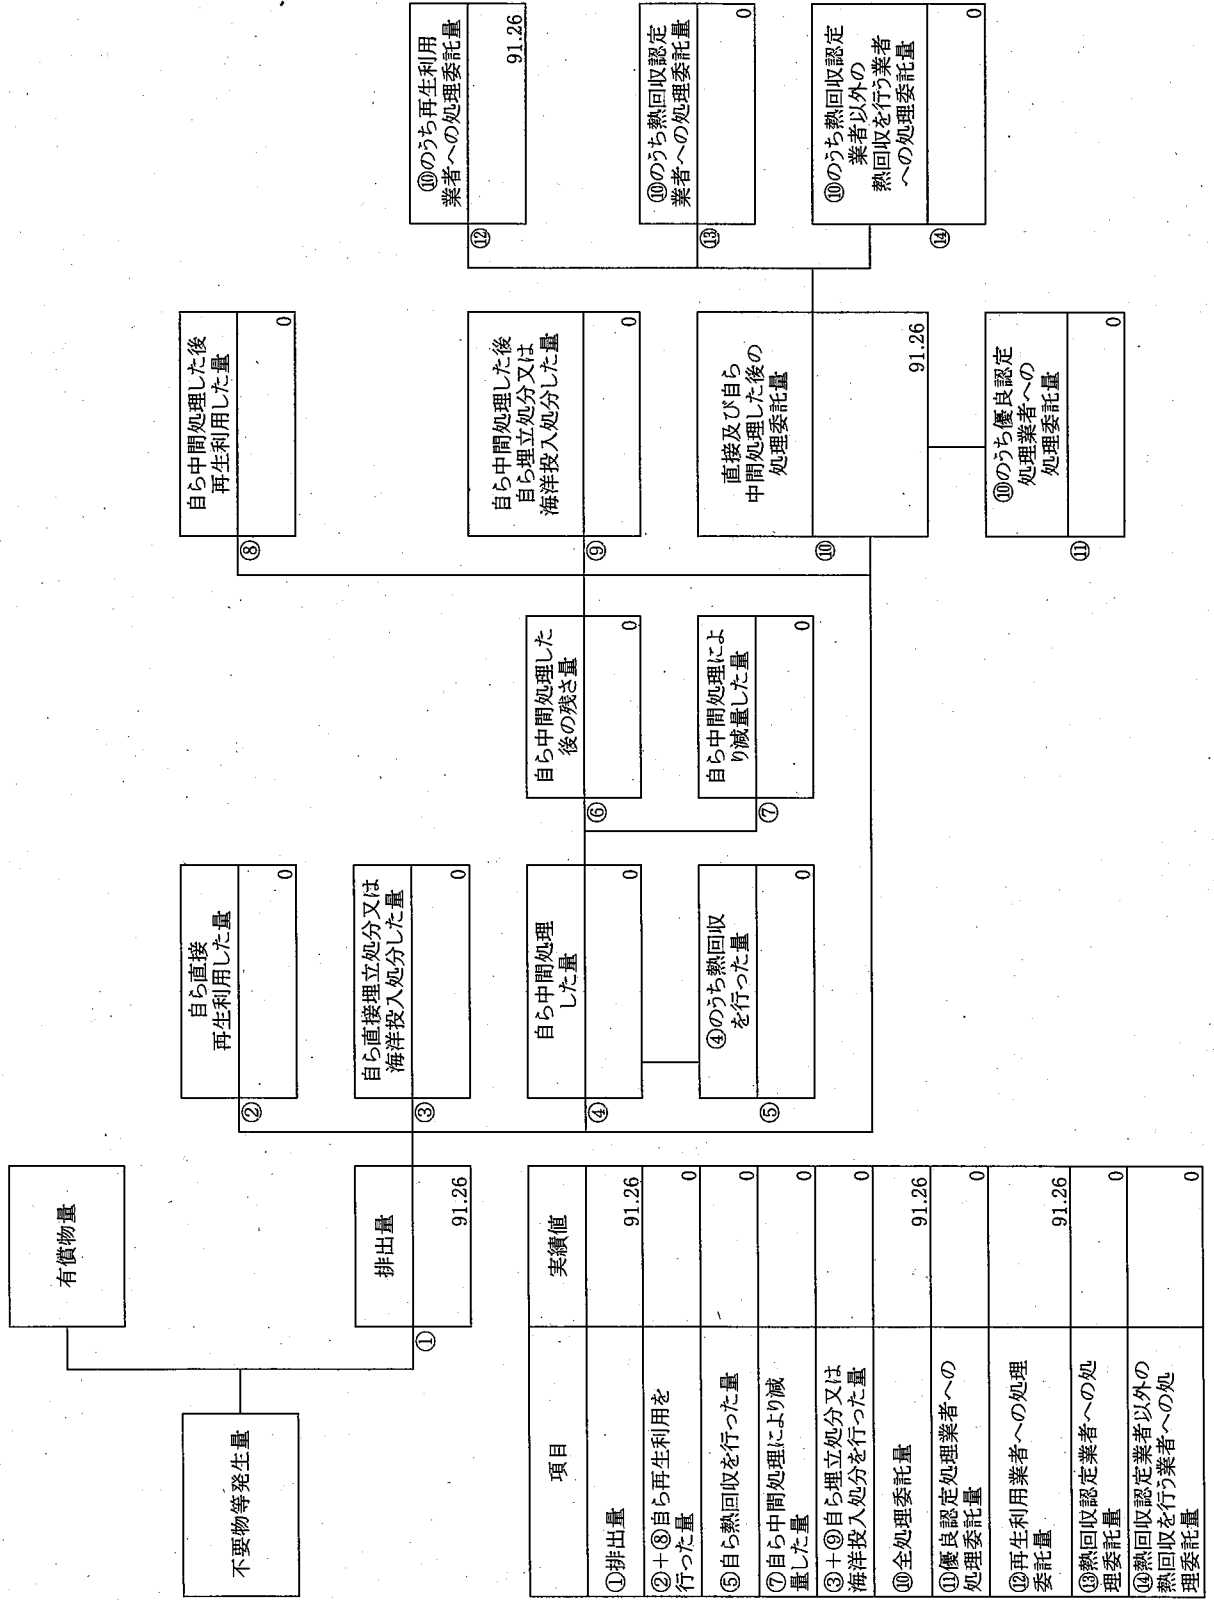 不要物等発生量
有償物量
①
排出量
91.26
②
自ら直接
再生利用した量
0
③
自ら直接埋立処分又は
海洋投入処分した量
0
④
自ら中間処理
した量
0
⑤
④のうち熱回収
を行った量
0
⑥
自ら中間処理した
後の残さ量
0
⑦
自ら中間処理によ
り減量した量
0
⑧
自ら中間処理した後
再生利用した量
0
⑨
自ら中間処理した後
自ら埋立処分又は
海洋投入処分した量
0
⑩
直接及び自ら
中間処理した後の
処理委託量
91.26
⑪
⑩のうち優良認定
処理業者への
処理委託量
0
⑫
⑩のうち再生利用
業者への処理委託量
91.26
⑬
⑩のうち熱回収認定
業者への処理委託量
0
⑭
⑩のうち熱回収認定
業者以外の
熱回収を行う業者
への処理委託量
0
項目 実績値
①排出量 91.26
②+⑧自ら再生利用を
行った量 0
⑤自ら熱回収を行った量 0
⑦自ら中間処理により減
量した量 0
③+⑨自ら埋立処分又は
海洋投入処分を行った量 0
⑩全処理委託量 91.26
⑪優良認定処理業者への
処理委託量 0
⑫再生利用業者への処理
委託量 91.26
⑬熱回収認定業者への処
理委託量 0
⑭熱回収認定業者以外の
熱回収を行う業者への処
理委託量 0